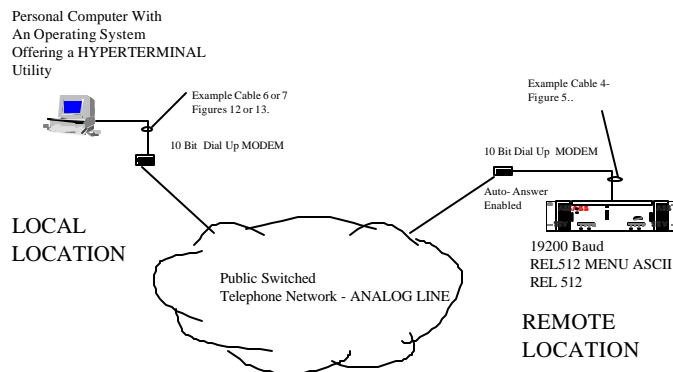 Personal Computer With
An Operating System
Offering a HYPERTERMINAL
Utility
Example Cable 6 or 7
Figures 12 or 13.
10 Bit Dial Up MODEM
LOCAL
LOCATION
Public Switched
Telephone Network - ANALOG LINE
Example Cable 4-
Figure 5..
10 Bit Dial Up MODEM
Auto- Answer
Enabled
19200 Baud
REL512 MENU ASCII
REL 512
REMOTE
LOCATION